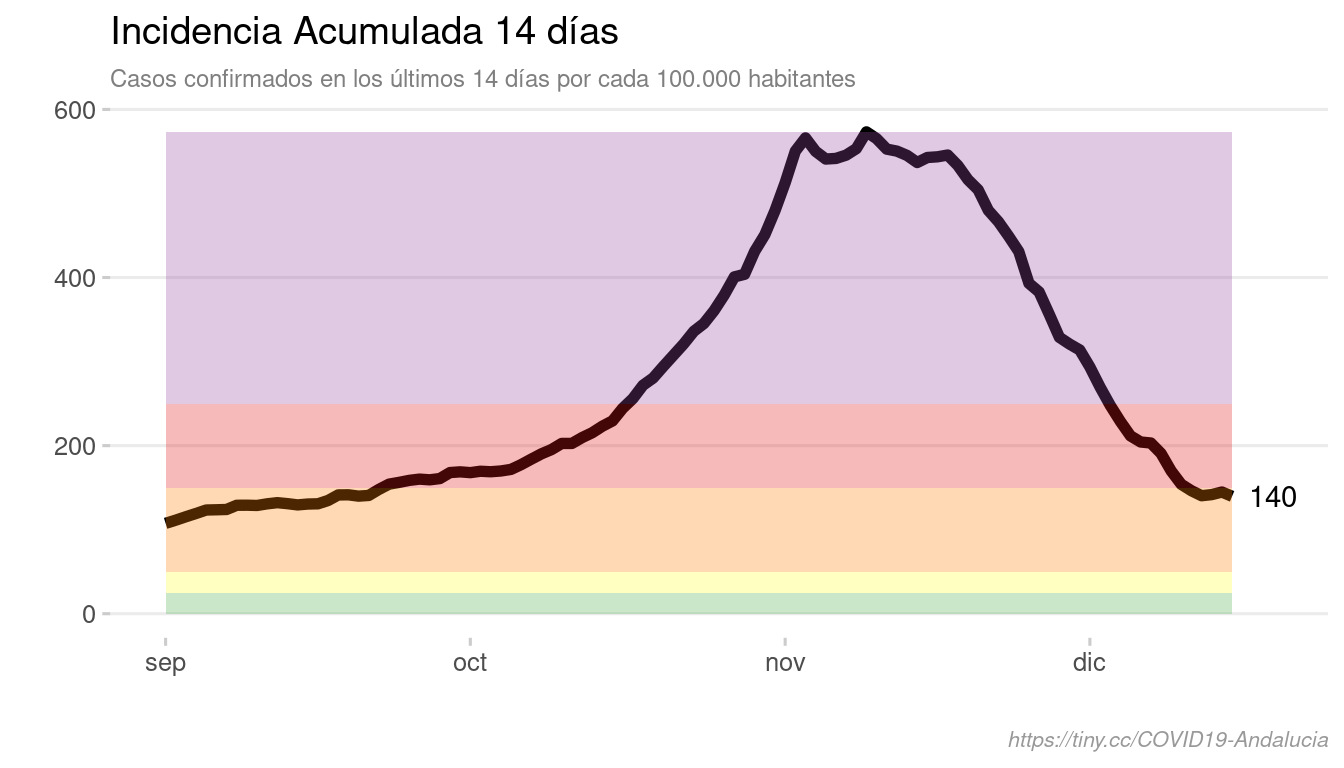 Incidencia Acumulada 14 días
Casos confirmados en los últimos 14 días por cada 100.000 habitantes
600
400
200
0
140
sep oct nov dic
https://tiny.cc/COVID19-Andalucia